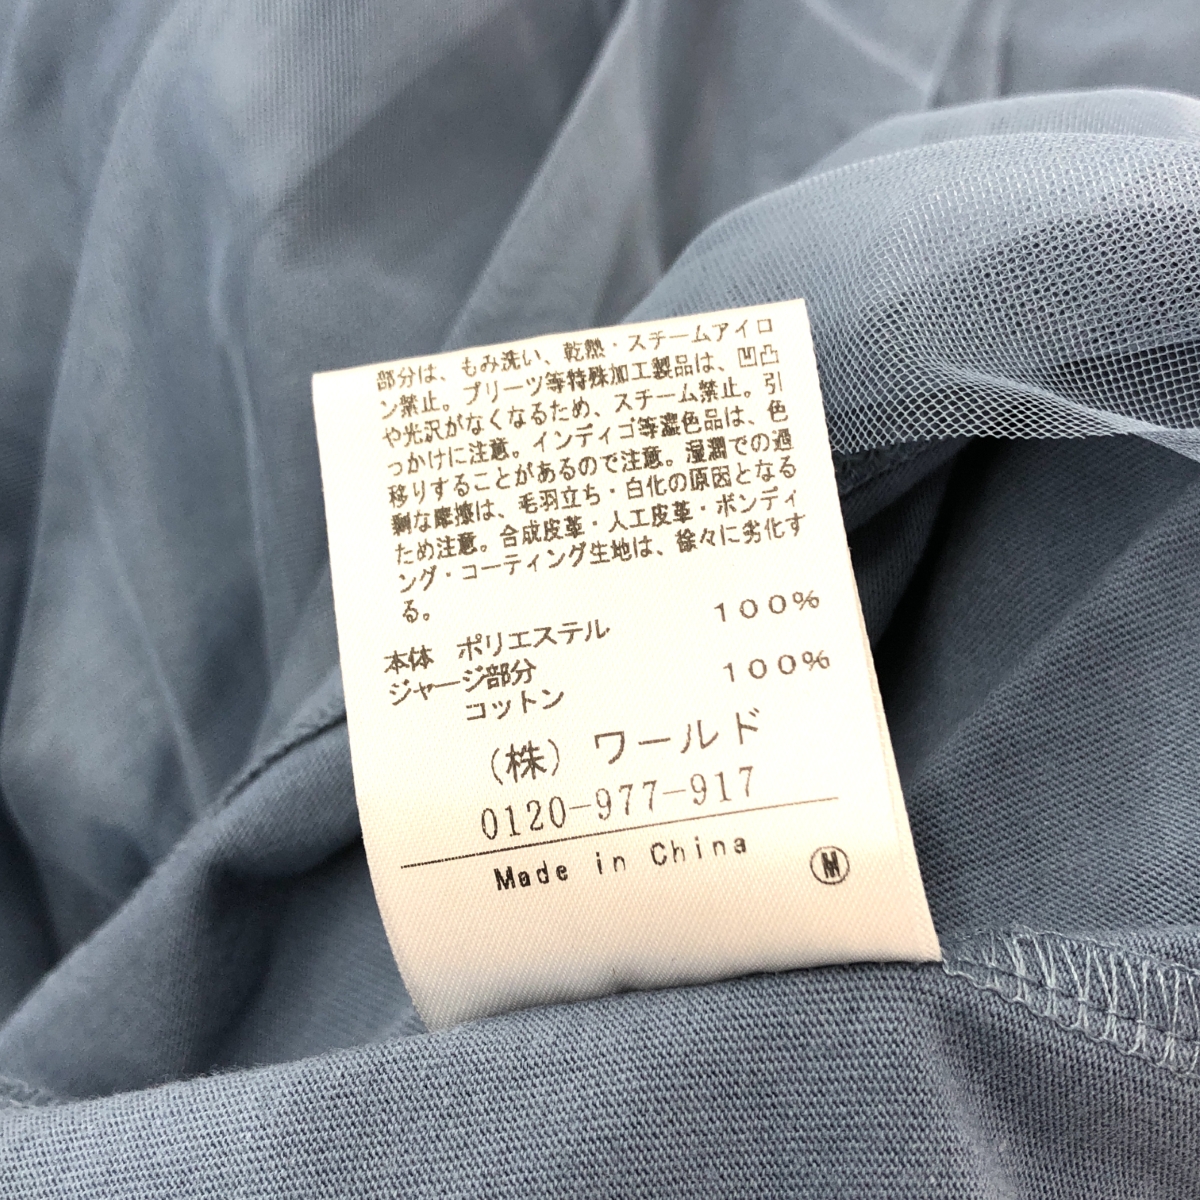 部分は、もみ洗い、乾熱・スチームアイロ
ン禁止。プリーツ等特殊加工製品は、凹凸
や光沢がなくなるため、スチーム禁止。引
っかけに注意。インディゴ等濃色品は、色
移りすることがあるので注意。湿潤での過
剰な摩擦は、毛羽立ち・白化の原因となる
ため注意。合成皮革・人工皮革・ボンディ
ング・コーティング生地は、徐々に劣化す
る。
本体 ポリエステル 100%
ジャージ部分
コットン 100%
(株) ワールド
0120-977-917
Made in China
M